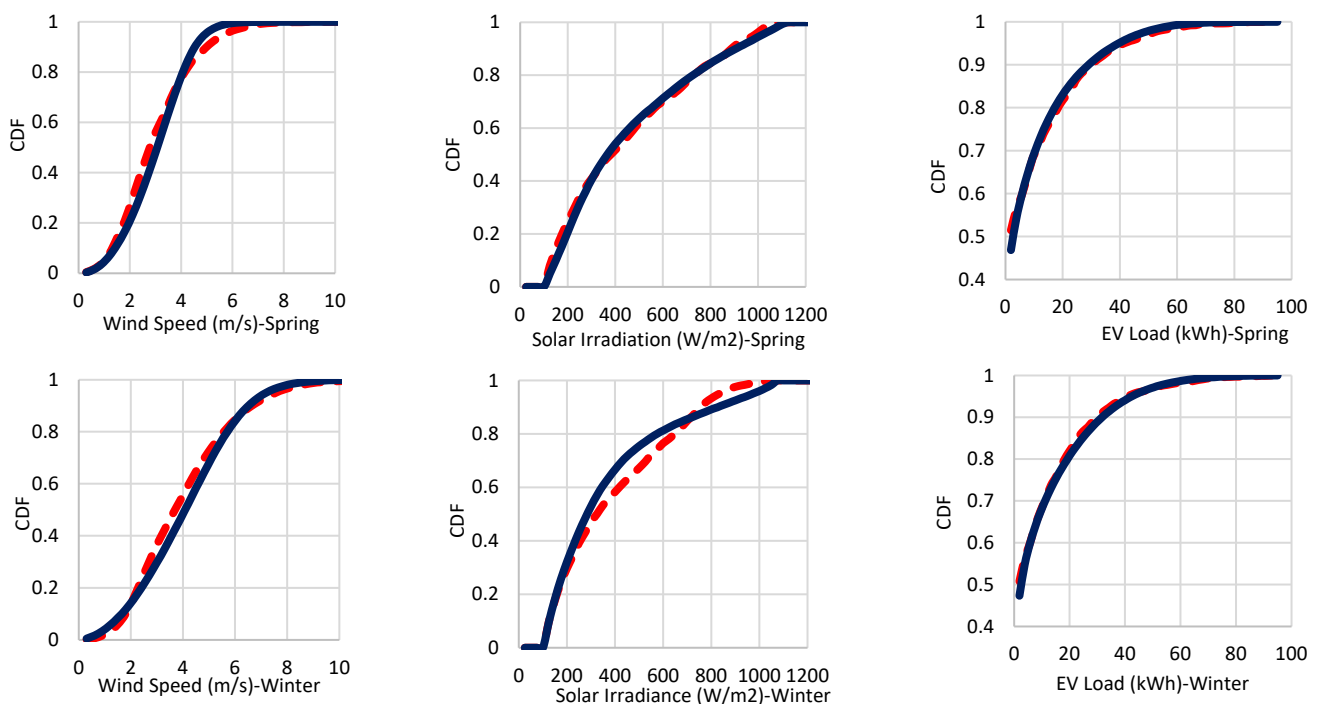 1
0.8
0.6
0.4
0.2
0
CDF
0 2 4 6 8 10
Wind Speed (m/s)-Spring
1
0.8
0.6
0.4
0.2
0
CDF
0 200 400 600 800 1000 1200
Solar Irradiation (W/m2)-Spring
1
0.9
0.8
0.7
0.6
0.5
0.4
CDF
0 20 40 60 80 100
EV Load (kWh)-Spring
1
0.8
0.6
0.4
0.2
0
CDF
0 2 4 6 8 10
Wind Speed (m/s)-Winter
1
0.8
0.6
0.4
0.2
0
CDF
0 200 400 600 800 1000 1200
Solar Irradiance (W/m2)-Winter
1
0.9
0.8
0.7
0.6
0.5
0.4
CDF
0 20 40 60 80 100
EV Load (kWh)-Winter